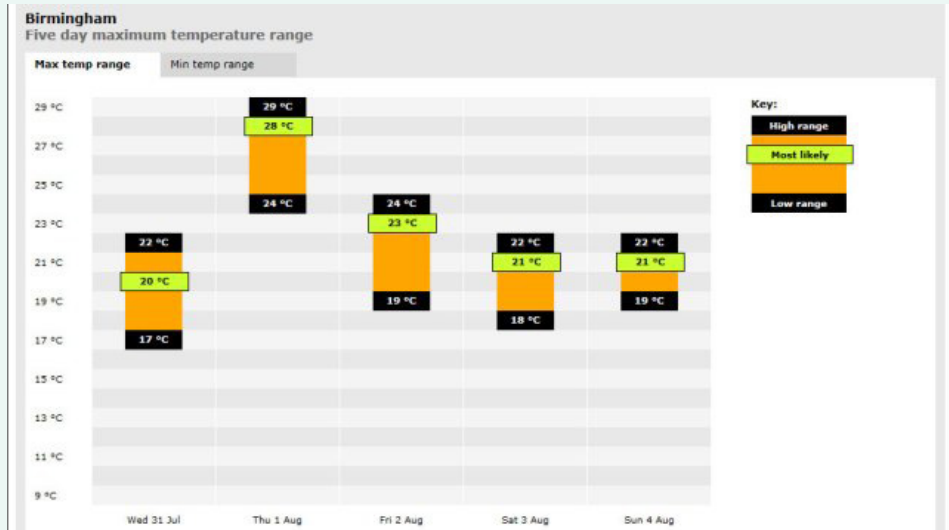 Birmingham
Five day maximum temperature range
Max temp range Min temp range
29 °C 29 °C Key:
28 °C High range
27 °C Most likely
25 °C
24 °C 24 °C Low range
23 °C 23 °C
22 °C 22 °C 22 °C
21 °C 21 °C 21 °C
20 °C
19 °C 19 °C 19 °C
18 °C
17 °C 17 °C
15 °C
13 °C
11 °C
9 °C
Wed 31 Jul Thu 1 Aug Fri 2 Aug Sat 3 Aug Sun 4 Aug